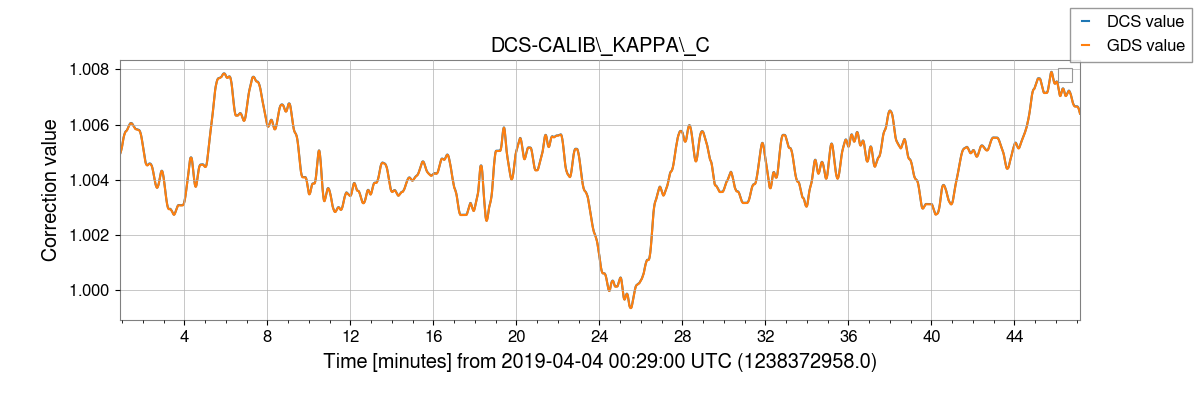 DCS-CALIB\_KAPPA\_C
DCS value
GDS value
Correction value
1.008
1.006
1.004
1.002
1.000
4 8 12 16 20 24 28 32 36 40 44
Time [minutes] from 2019-04-04 00:29:00 UTC (1238372958.0)